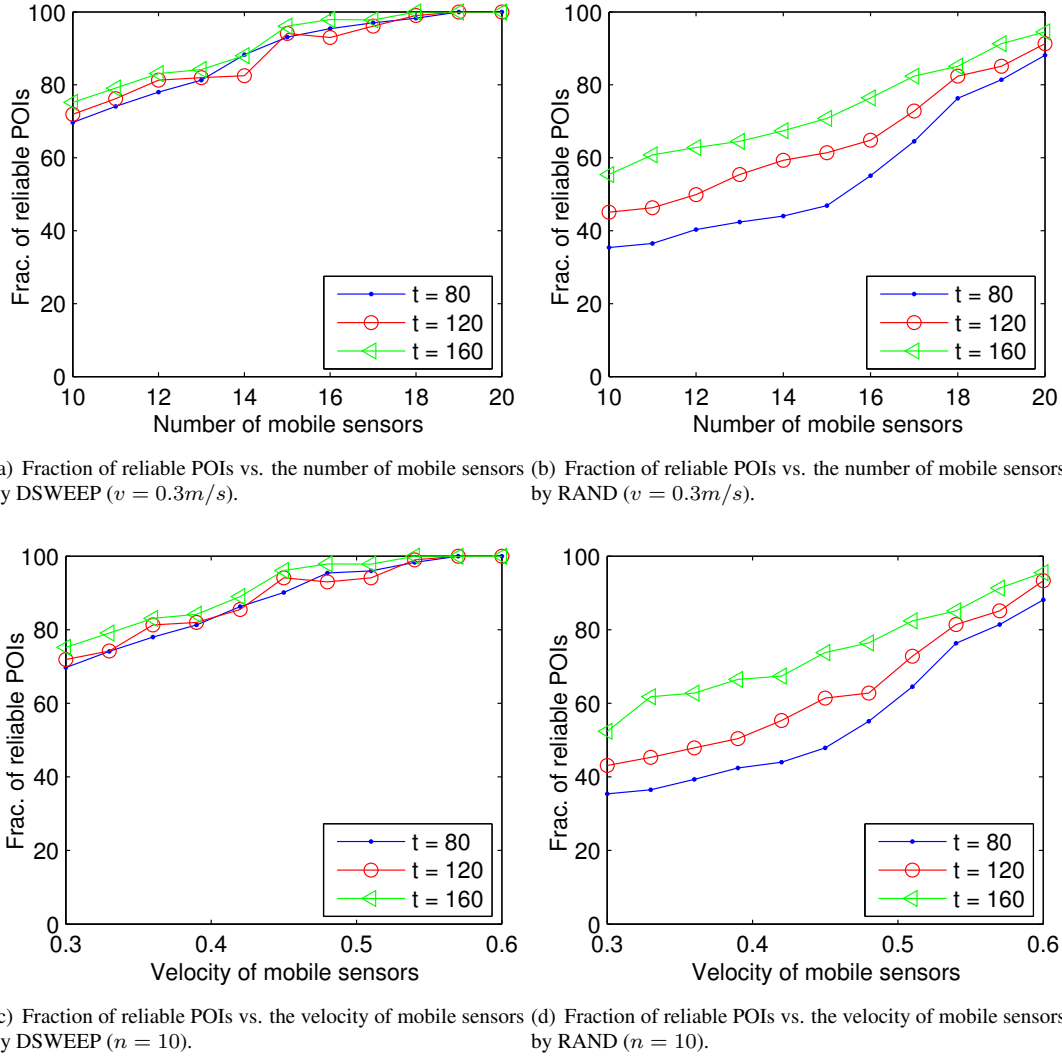 100
80
60
40
20
0
Frac. of reliable POIs
t = 80
t = 120
t = 160
10 12 14 16 18 20
Number of mobile sensors
100
80
60
40
20
0
Frac. of reliable POIs
t = 80
t = 120
t = 160
10 12 14 16 18 20
Number of mobile sensors
a) Fraction of reliable POIs vs. the number of mobile sensors
y DSWEEP (v = 0.3m/s).
(b) Fraction of reliable POIs vs. the number of mobile sensors
by RAND (v = 0.3m/s).
100
80
60
40
20
0
Frac. of reliable POIs
t = 80
t = 120
t = 160
0.3 0.4 0.5 0.6
Velocity of mobile sensors
100
80
60
40
20
0
Frac. of reliable POIs
t = 80
t = 120
t = 160
0.3 0.4 0.5 0.6
Velocity of mobile sensors
c) Fraction of reliable POIs vs. the velocity of mobile sensors
y DSWEEP (n = 10).
(d) Fraction of reliable POIs vs. the velocity of mobile sensors
by RAND (n = 10).